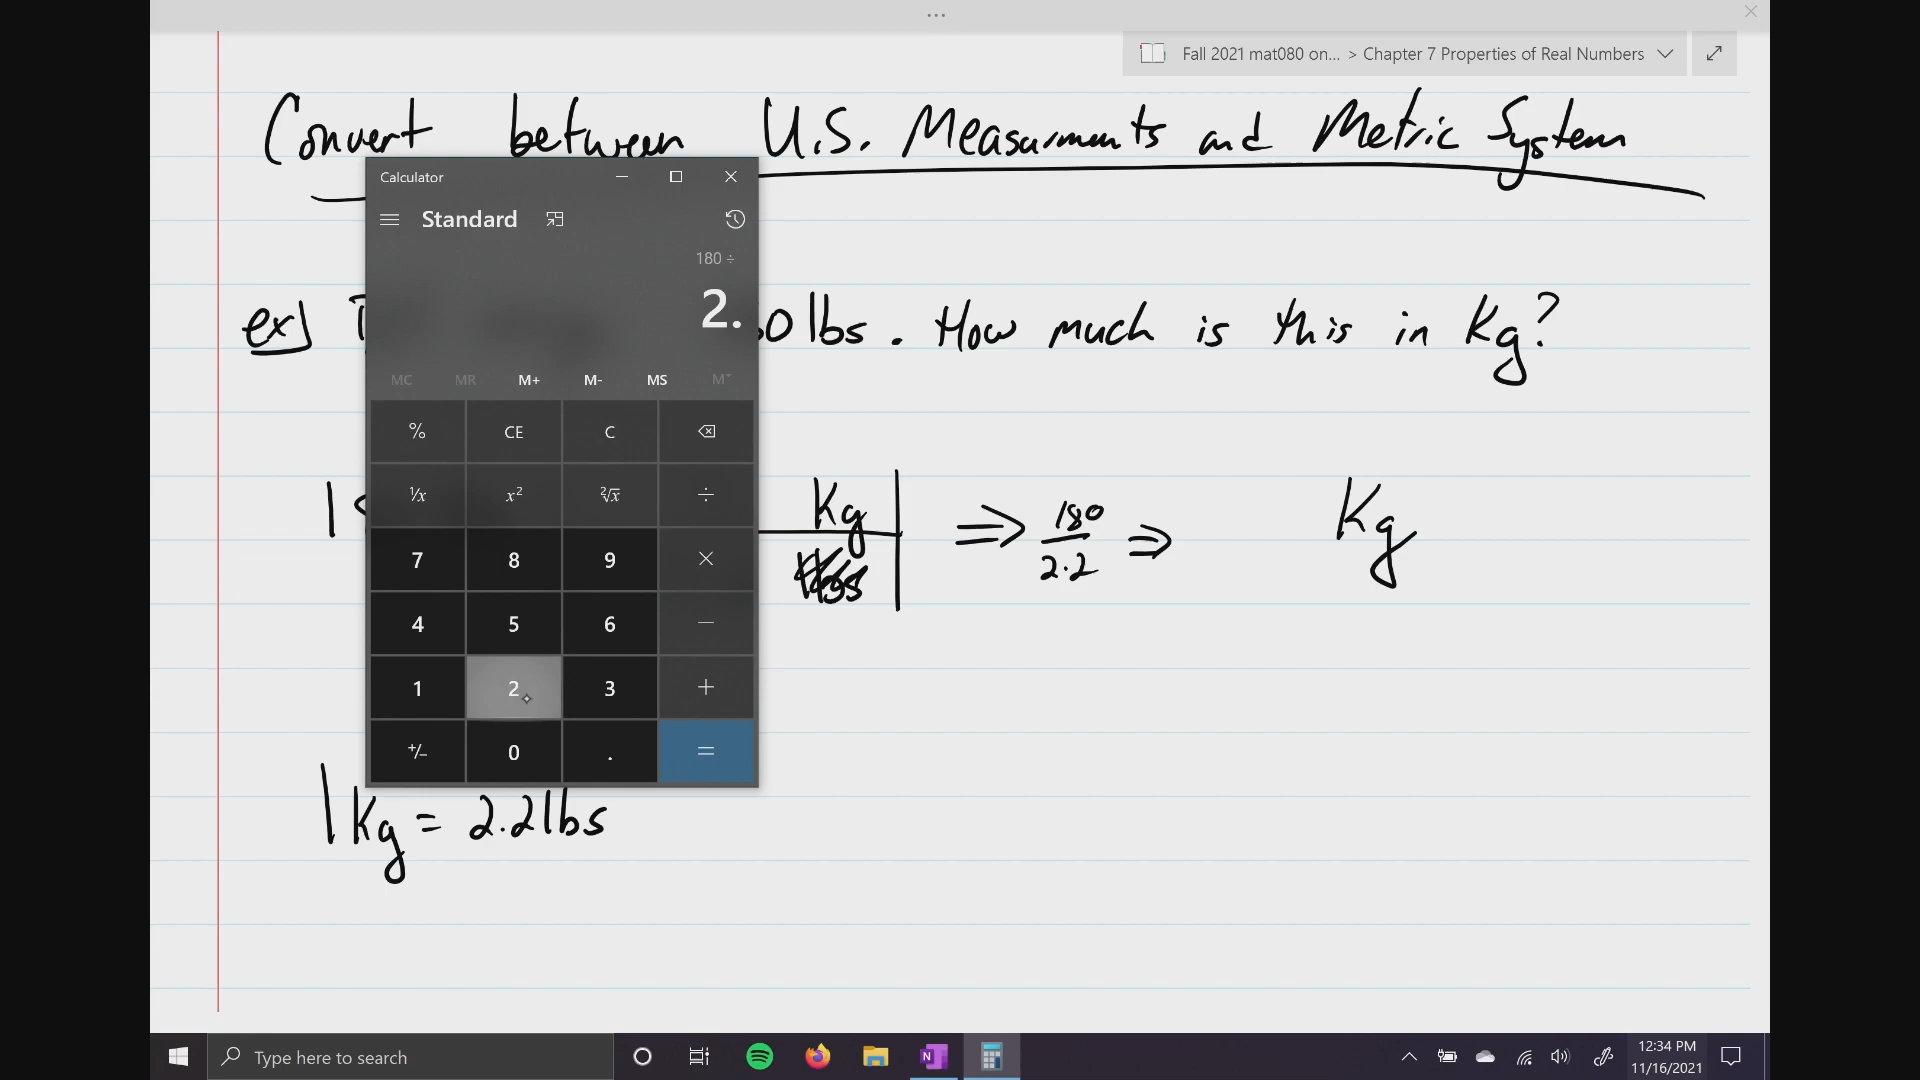 ...
Fall 2021 mat080 on... > Chapter 7 Properties of Real Numbers
Convert between U.S. Measurments and Metric System
Calculator
Standard
180 ÷
2.
ex) 0 lbs. How much is this in Kg?
MC MR M+ M- MS M˅
% CE C
¹/x x² ²√x ÷
7 8 9 ×
4 5 6 −
1 2 3 +
+/− 0 . =
1 Kg
lbs
⇒ 180
2.2
⇒ Kg
1 Kg = 2.2 lbs
Type here to search
N
12:34 PM
11/16/2021